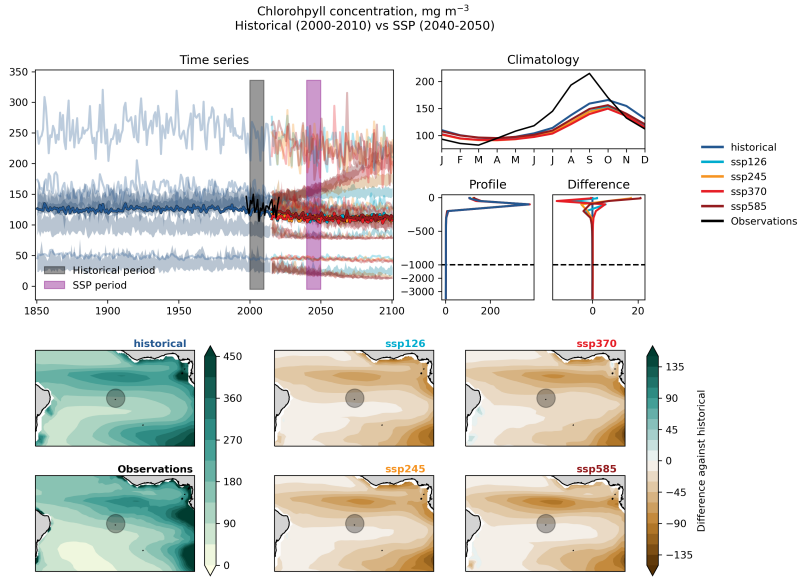 Chlorohpyll concentration, mg m⁻³
Historical (2000-2010) vs SSP (2040-2050)
Time series
Climatology
350
300
250
200
150
100
50
0
1850
1900
1950
2000
2050
2100
Historical period
SSP period
200
150
100
J F M A M J J A S O N D
historical
ssp126
ssp245
ssp370
ssp585
Observations
Profile
Difference
0
−500
−1000
−2000
−3000
0
200
0
20
historical
ssp126
ssp370
450
360
270
180
90
0
135
90
45
0
−45
−90
−135
Difference against historical
Observations
ssp245
ssp585